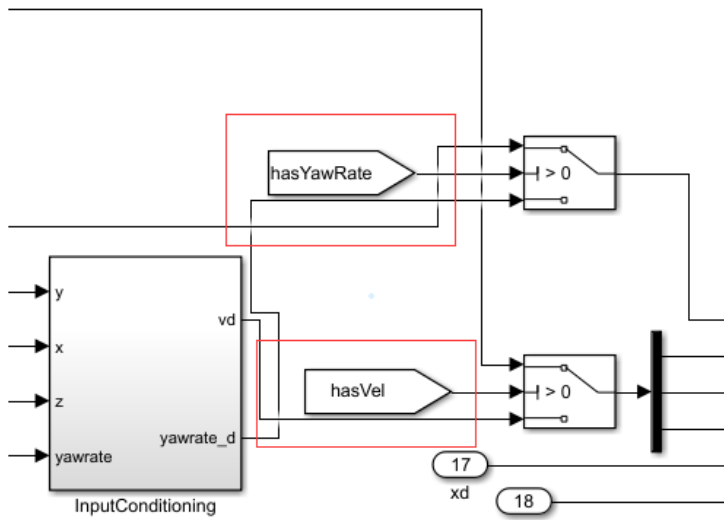 hasYawRate
> 0
y
x
z
yawrate
vd
yawrate_d
InputConditioning
hasVel
> 0
17
xd
18